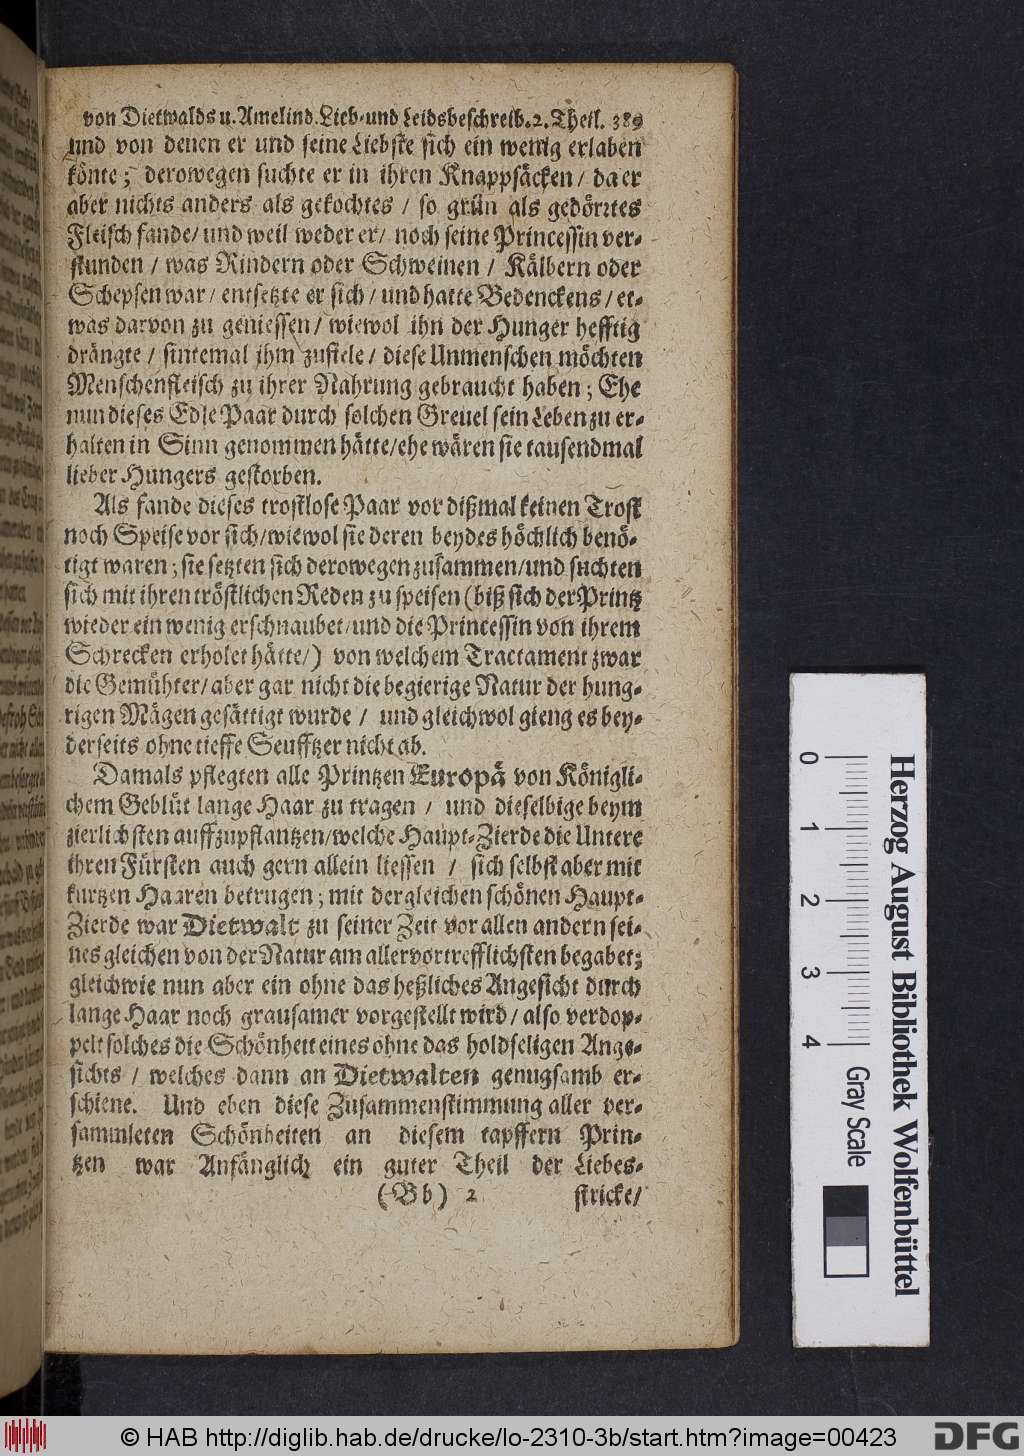 von Dietwalds u. Amelind. Lieb- und Leidsbeschreib. 2. Theil. 389
und von denen er und seine Liebste sich ein wenig erlaben
könte; derowegen suchte er in ihren Knappsäcken / da er
aber nichts anders als gekochtes / so grün als gedörrtes
Fleisch fande / und weil weder er / noch seine Princessin ver-
stunden / was Rindern oder Schweinen / Kälbern oder
Schepsen war / entsetzte er sich / und hatte Bedenckens / et-
was darvon zu geniessen / wiewol ihn der Hunger hefftig
drängte / sintemal ihm zufiele / diese Unmenschen möchten
Menschenfleisch zu ihrer Nahrung gebraucht haben; Ehe
nun dieses Edle Paar durch solchen Greuel sein Leben zu er-
halten in Sinn genommen hätte / ehe wären sie tausendmal
lieber Hungers gestorben.
Als fande dieses trostlose Paar vor dißmal keinen Trost
noch Speise vor sich / wiewol sie deren beydes höchlich benö-
tigt waren; sie setzten sich derowegen zusammen / und suchten
sich mit ihren tröstlichen Reden zu speisen (biß sich der Printz
wieder ein wenig erschnaubet / und die Princessin von ihrem
Schrecken erholet hätte /) von welchem Tractament zwar
die Gemühter / aber gar nicht die begierige Natur der hung-
rigen Mägen gesättigt wurde / und gleichwol gieng es bey-
derseits ohne tieffe Seufftzer nicht ab.
Damals pflegten alle Printzen Europä von Königli-
chem Geblüt lange Haar zu tragen / und dieselbige beym
zierlichsten auffzupflantzen / welche Haupt-Zierde die Untere
ihren Fürsten auch gern allein liessen / sich selbst aber mit
kurtzen Haaren betrugen; mit dergleichen schönen Haupt-
Zierde war Dietwalt zu seiner Zeit vor allen andern sei-
nes gleichen von der Natur am allervortrefflichsten begabet;
gleichwie nun aber ein ohne das heßliches Angesicht durch
lange Haar noch grausamer vorgestellt wird / also verdop-
pelt solches die Schönheit eines ohne das holdseligen Ange-
sichts / welches dann an Dietwalten genugsamb er-
schiene. Und eben diese Zusammenstimmung aller ver-
sammleten Schönheiten an diesem tapffern Prin-
tzen war Anfänglich ein guter Theil der Liebes-
(Bb) 2 stricke /
0 1 2 3 4 Gray Scale
Herzog August Bibliothek Wolfenbüttel
© HAB http://diglib.hab.de/drucke/lo-2310-3b/start.htm?image=00423
DFG